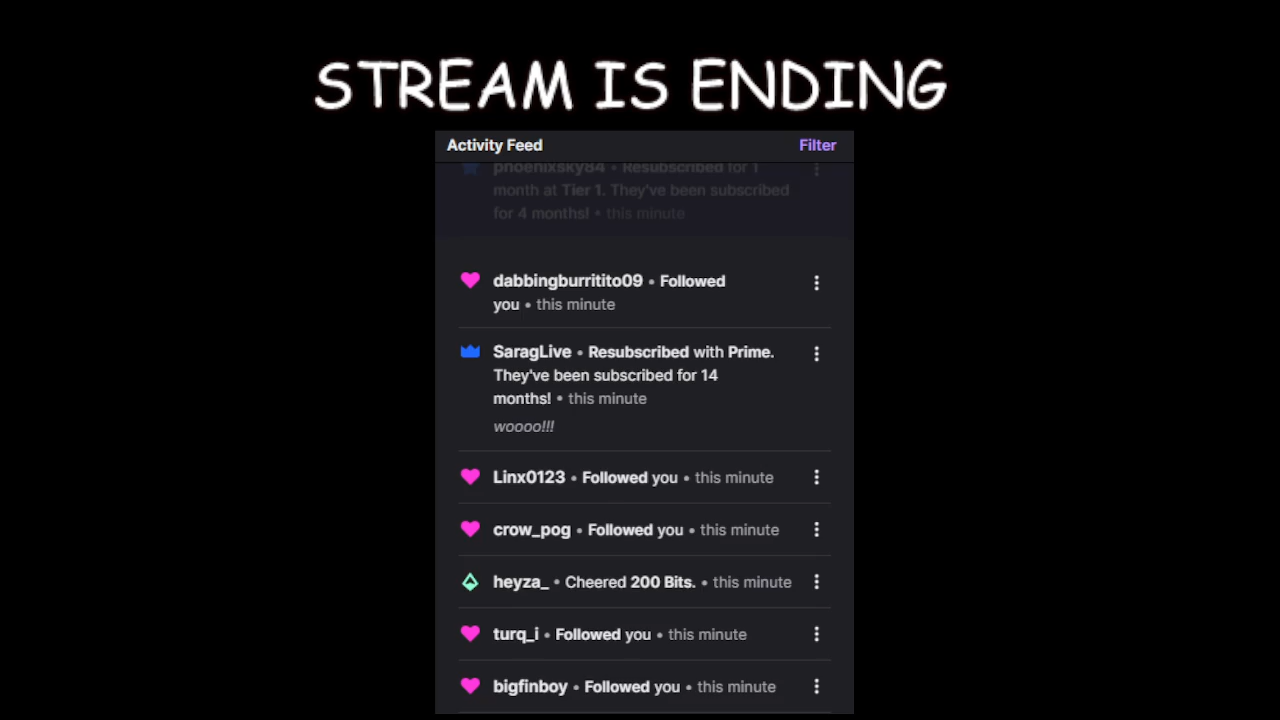 STREAM IS ENDING
Activity Feed Filter
phoenixsky84 • Resubscribed for 1
month at Tier 1. They've been subscribed
for 4 months! • this minute
dabbingburritito09 • Followed
you • this minute
SaragLive • Resubscribed with Prime.
They've been subscribed for 14
months! • this minute
woooo!!!
Linx0123 • Followed you • this minute
crow_pog • Followed you • this minute
heyza_ • Cheered 200 Bits. • this minute
turq_i • Followed you • this minute
bigfinboy • Followed you • this minute